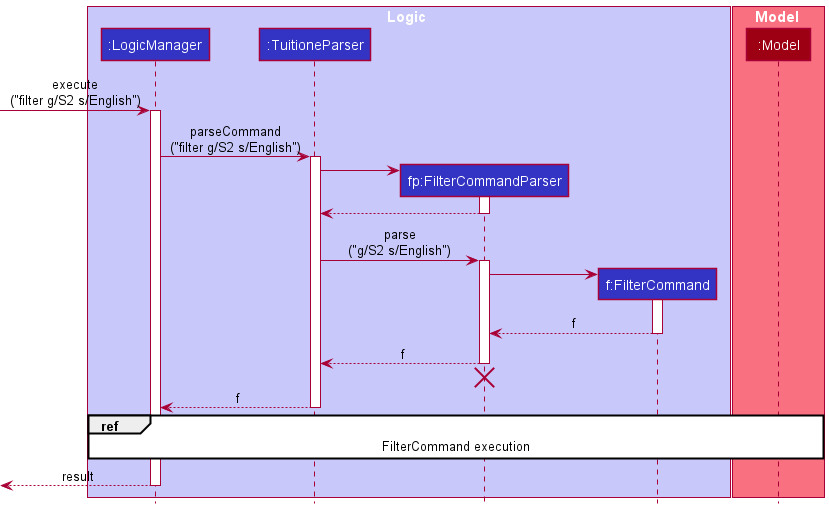 Logic
Model
:LogicManager
:TuitioneParser
:Model
execute
("filter g/S2 s/English")
parseCommand
("filter g/S2 s/English")
fp:FilterCommandParser
parse
("g/S2 s/English")
f:FilterCommand
f
f
f
ref
FilterCommand execution
result